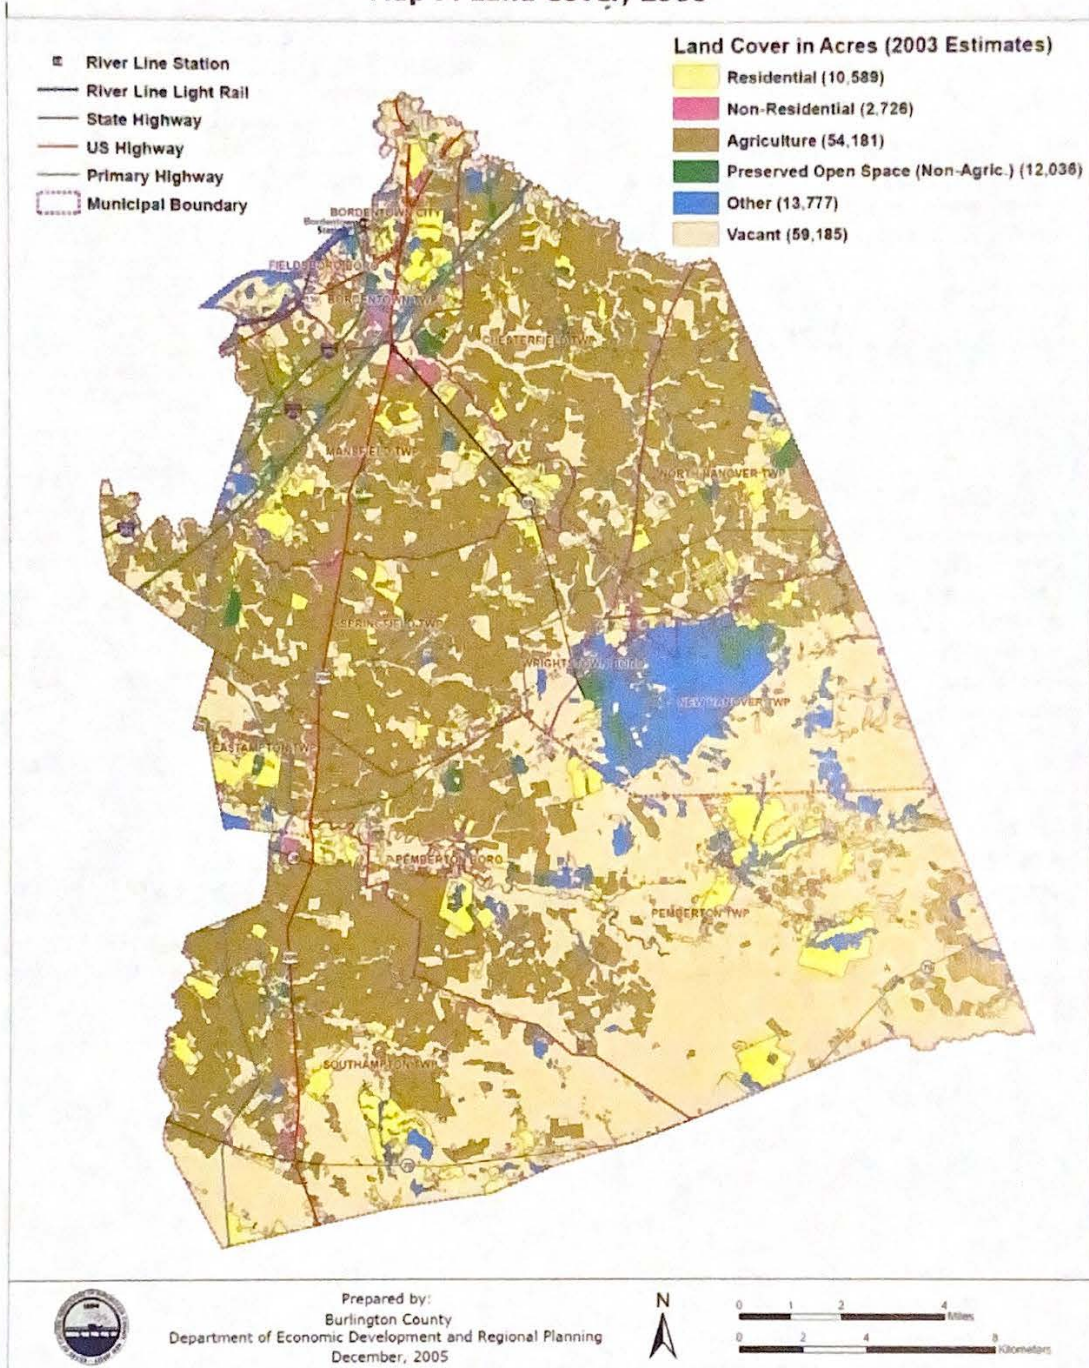 River Line Station
River Line Light Rail
State Highway
US Highway
Primary Highway
Municipal Boundary
Land Cover in Acres (2003 Estimates)
Residential (10,589)
Non-Residential (2,726)
Agriculture (54,181)
Preserved Open Space (Non-Agric.) (12,036)
Other (13,777)
Vacant (59,185)
BORDENTOWN CITY
Bordentown
FIELDSBORO BORO
BORDENTOWN TWP
CHESTERFIELD TWP
MANSFIELD TWP
NORTH HANOVER TWP
SPRINGFIELD TWP
WRIGHTSTOWN BORO
NEW HANOVER TWP
EASTAMPTON TWP
PEMBERTON BORO
PEMBERTON TWP
SOUTHAMPTON TWP
Prepared by:
Burlington County
Department of Economic Development and Regional Planning
December, 2005
N
0 1 2 4
Miles
0 2 4 8
Kilometers